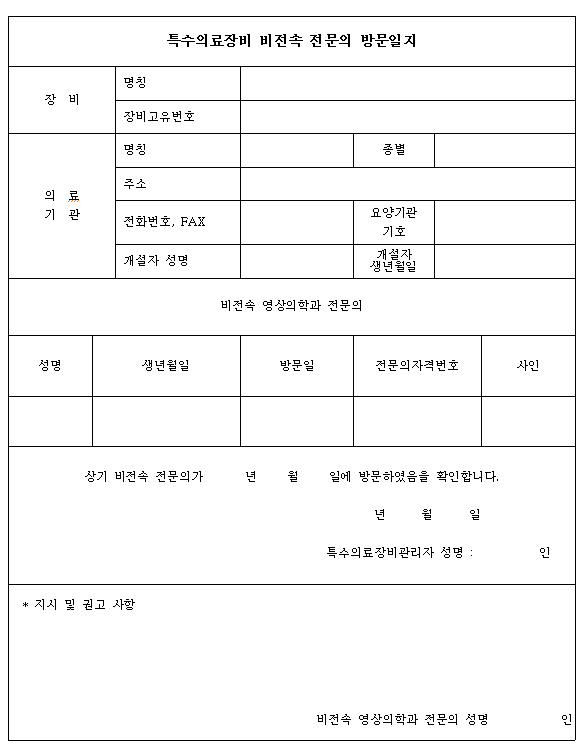 특수의료장비 비전속 전문의 방문일지
장 비
명칭
장비고유번호
의 료
기 관
명칭
종별
주소
전화번호, FAX
요양기관
기호
개설자 성명
개설자
생년월일
비전속 영상의학과 전문의
성명
생년월일
방문일
전문의자격번호
사인
상기 비전속 전문의가 년 월 일에 방문하였음을 확인합니다.
년 월 일
특수의료장비관리자 성명 : 인
* 지시 및 권고 사항
비전속 영상의학과 전문의 성명 인